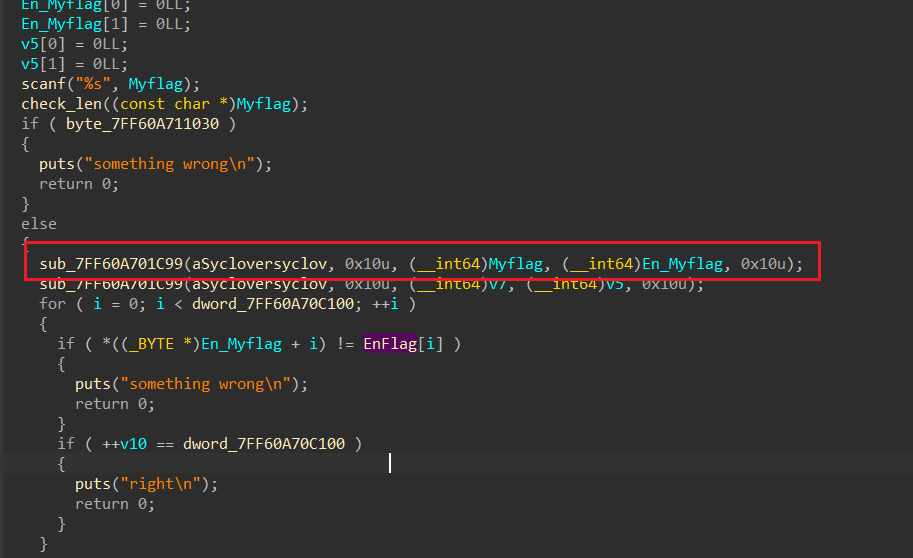 En_Myflag[0] = 0LL;
En_Myflag[1] = 0LL;
v5[0] = 0LL;
v5[1] = 0LL;
scanf("%s", Myflag);
check_len((const char *)Myflag);
if ( byte_7FF60A711030 )
{
puts("something wrong\n");
return 0;
}
else
{
sub_7FF60A701C99(aSycloversyclov, 0x10u, (__int64)Myflag, (__int64)En_Myflag, 0x10u);
sub_7FF60A701C99(aSycloversyclov, 0x10u, (__int64)v7, (__int64)v5, 0x10u);
for ( i = 0; i < dword_7FF60A70C100; ++i )
{
if ( *((_BYTE *)En_Myflag + i) != EnFlag[i] )
{
puts("something wrong\n");
return 0;
}
if ( ++v10 == dword_7FF60A70C100 )
{
puts("right\n");
return 0;
}
}